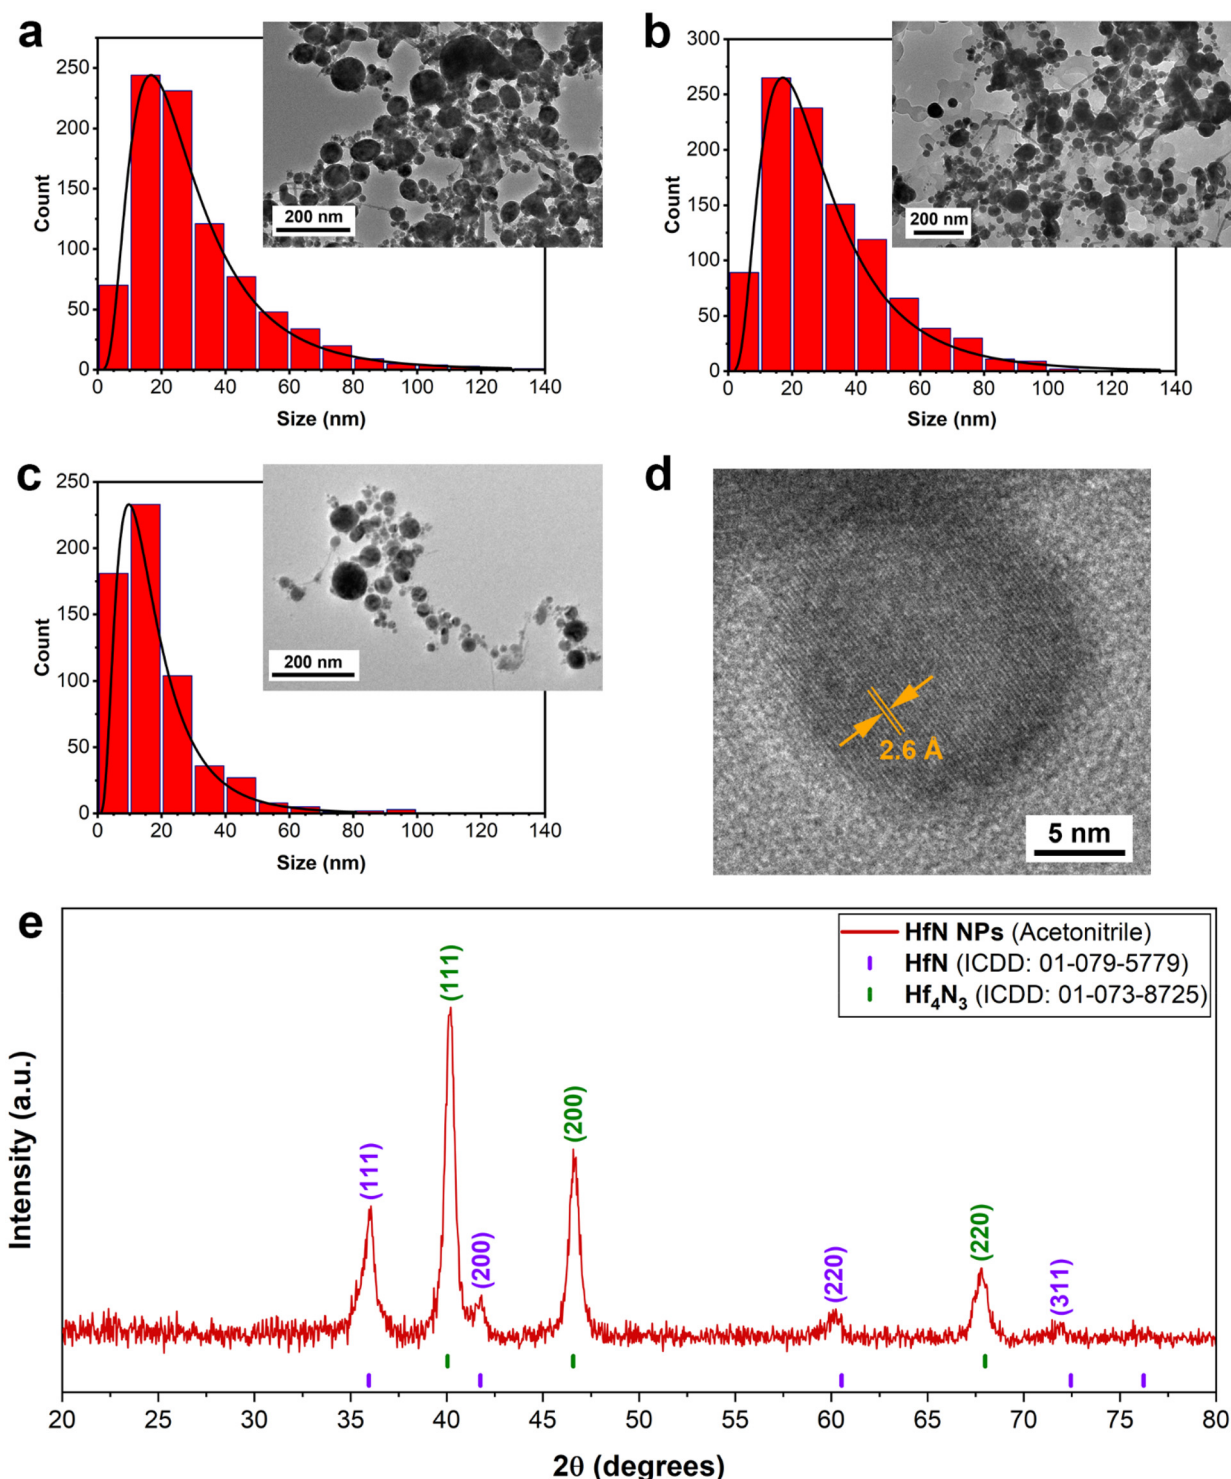 a
250
200
150
100
50
0
Count
0 20 40 60 80 100 120 140
Size (nm)
200 nm
b
300
250
200
150
100
50
0
Count
0 20 40 60 80 100 120 140
Size (nm)
200 nm
c
250
200
150
100
50
0
Count
0 20 40 60 80 100 120 140
Size (nm)
200 nm
d
2.6 Å
5 nm
e
HfN NPs (Acetonitrile)
HfN (ICDD: 01-079-5779)
Hf₄N₃ (ICDD: 01-073-8725)
Intensity (a.u.)
(111)
(111)
(200)
(200)
(220)
(220)
(311)
20 25 30 35 40 45 50 55 60 65 70 75 80
2θ (degrees)